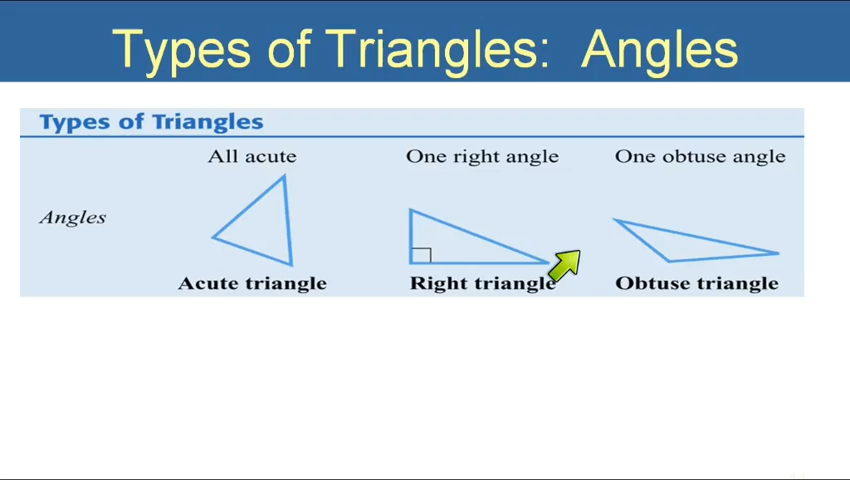 Types of Triangles:  Angles
Types of Triangles
All acute One right angle One obtuse angle
Angles
Acute triangle Right triangle Obtuse triangle